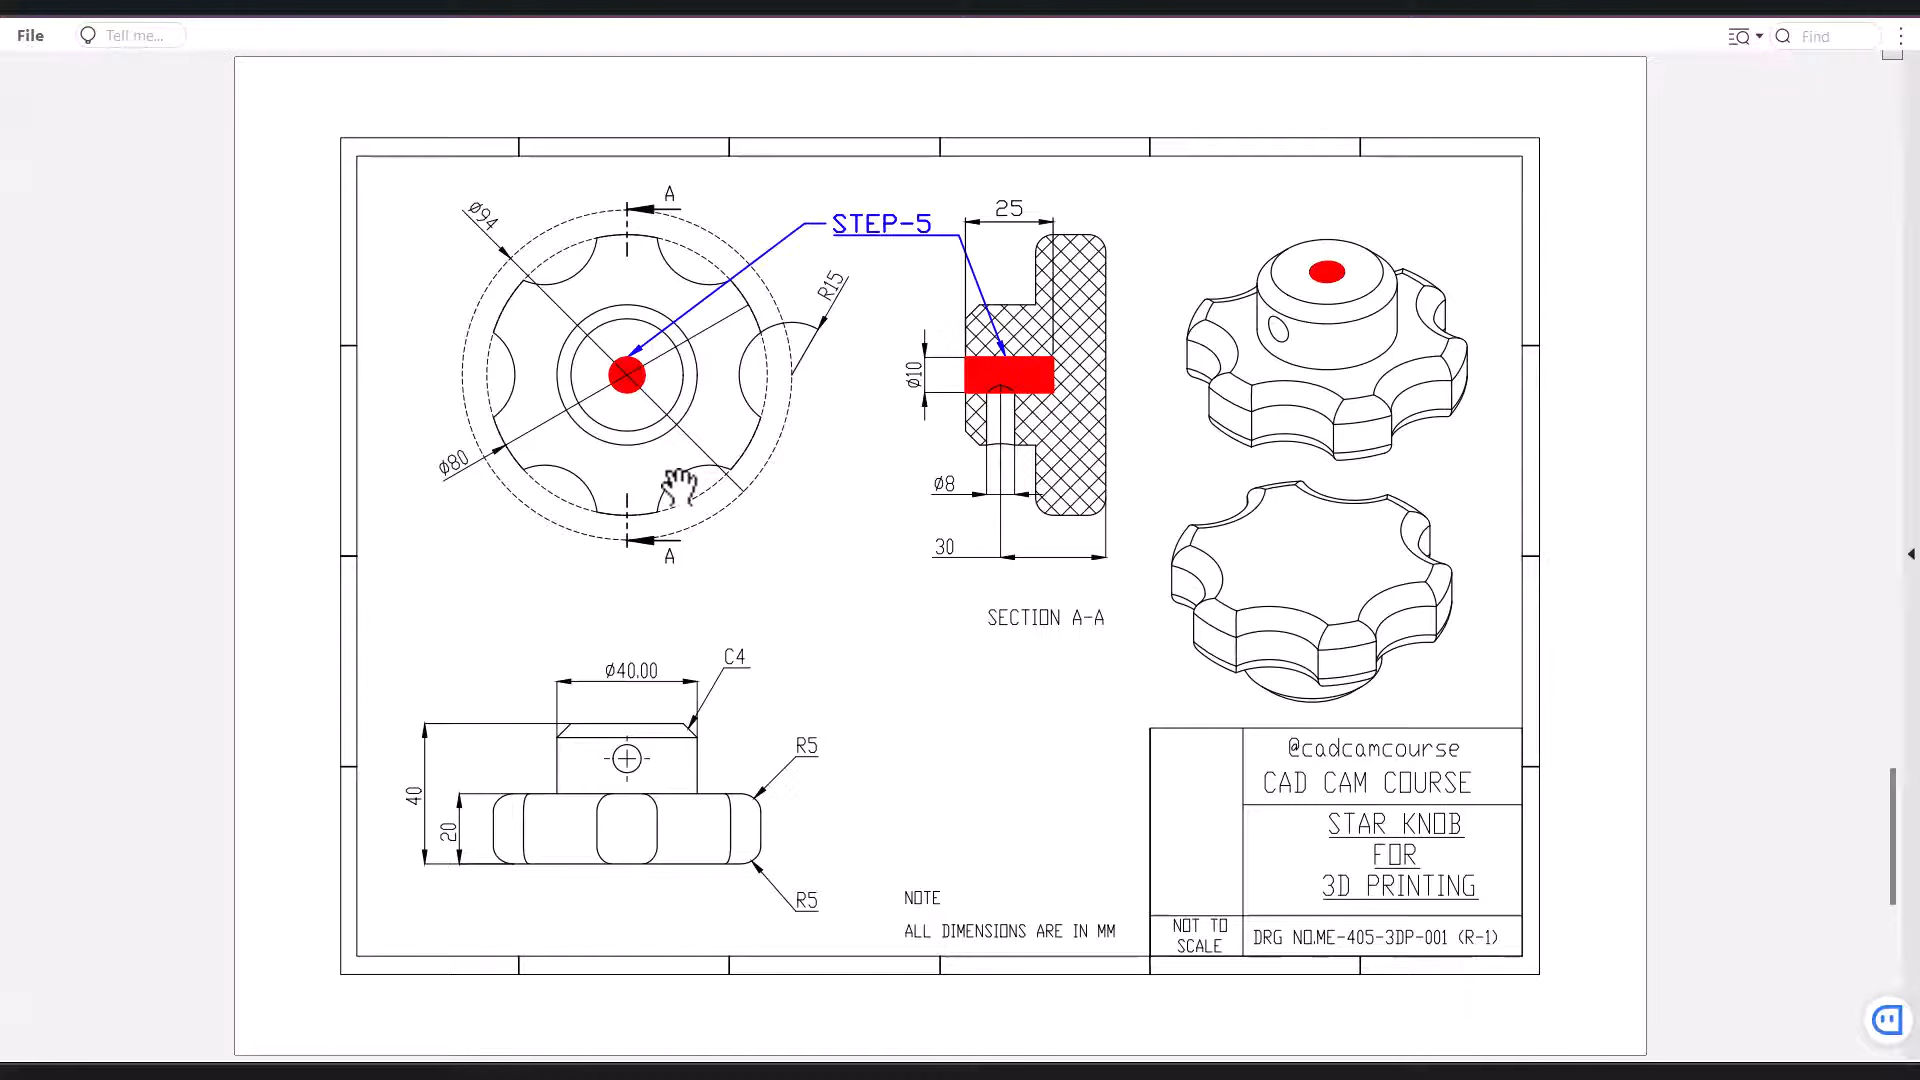 File
Tell me...
Find
A
Ø94
STEP-5
25
R15
Ø10
Ø80
Ø8
A
30
SECTION A-A
Ø40.00
C4
R5
40
20
R5
NOTE
ALL DIMENSIONS ARE IN MM
@cadcamcourse
CAD CAM COURSE
STAR KNOB
FOR
3D PRINTING
NOT TO
SCALE
DRG NO.ME-405-3DP-001 (R-1)